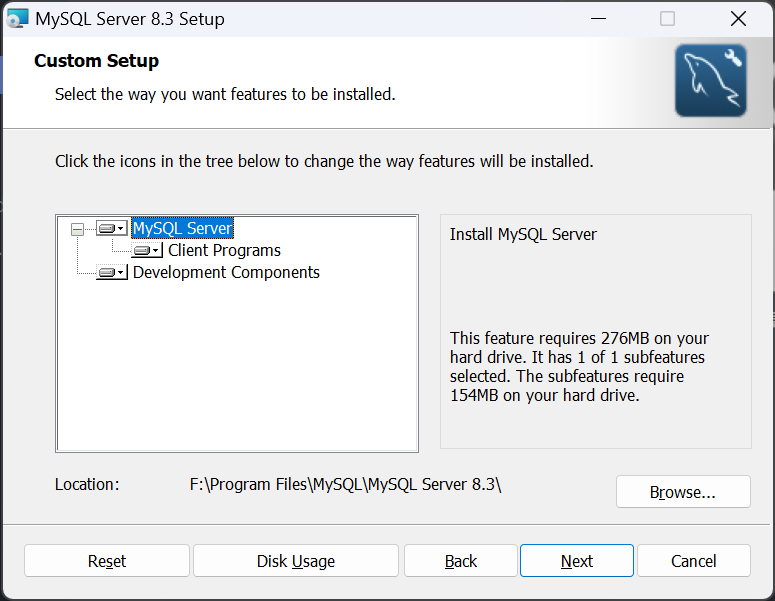 MySQL Server 8.3 Setup
Custom Setup
Select the way you want features to be installed.
Click the icons in the tree below to change the way features will be installed.
MySQL Server
Client Programs
Development Components
Install MySQL Server
This feature requires 276MB on your
hard drive. It has 1 of 1 subfeatures
selected. The subfeatures require
154MB on your hard drive.
Location: F:\Program Files\MySQL\MySQL Server 8.3\
Browse...
Reset Disk Usage Back Next Cancel